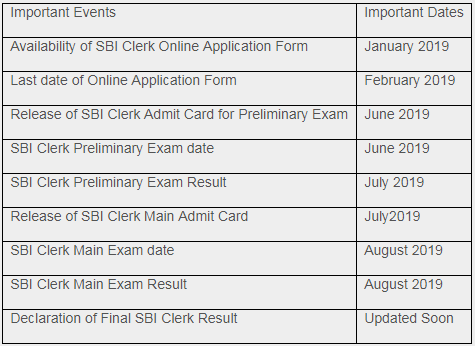 Important Events Important Dates
Availability of SBI Clerk Online Application Form January 2019
Last date of Online Application Form February 2019
Release of SBI Clerk Admit Card for Preliminary Exam June 2019
SBI Clerk Preliminary Exam date June 2019
SBI Clerk Preliminary Exam Result July 2019
Release of SBI Clerk Main Admit Card July2019
SBI Clerk Main Exam date August 2019
SBI Clerk Main Exam Result August 2019
Declaration of Final SBI Clerk Result Updated Soon